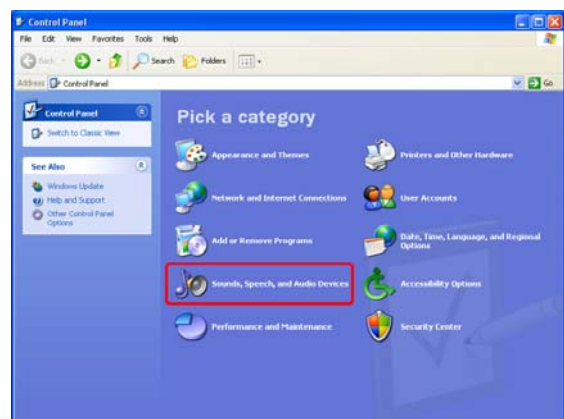 Control Panel
File Edit View Favorites Tools Help
Back Search Folders
Address Control Panel Go
Control Panel
Switch to Classic View
See Also
Windows Update
Help and Support
Other Control Panel
Options
Pick a category
Appearance and Themes
Printers and Other Hardware
Network and Internet Connections
User Accounts
Add or Remove Programs
Date, Time, Language, and Regional
Options
Sounds, Speech, and Audio Devices
Accessibility Options
Performance and Maintenance
Security Center